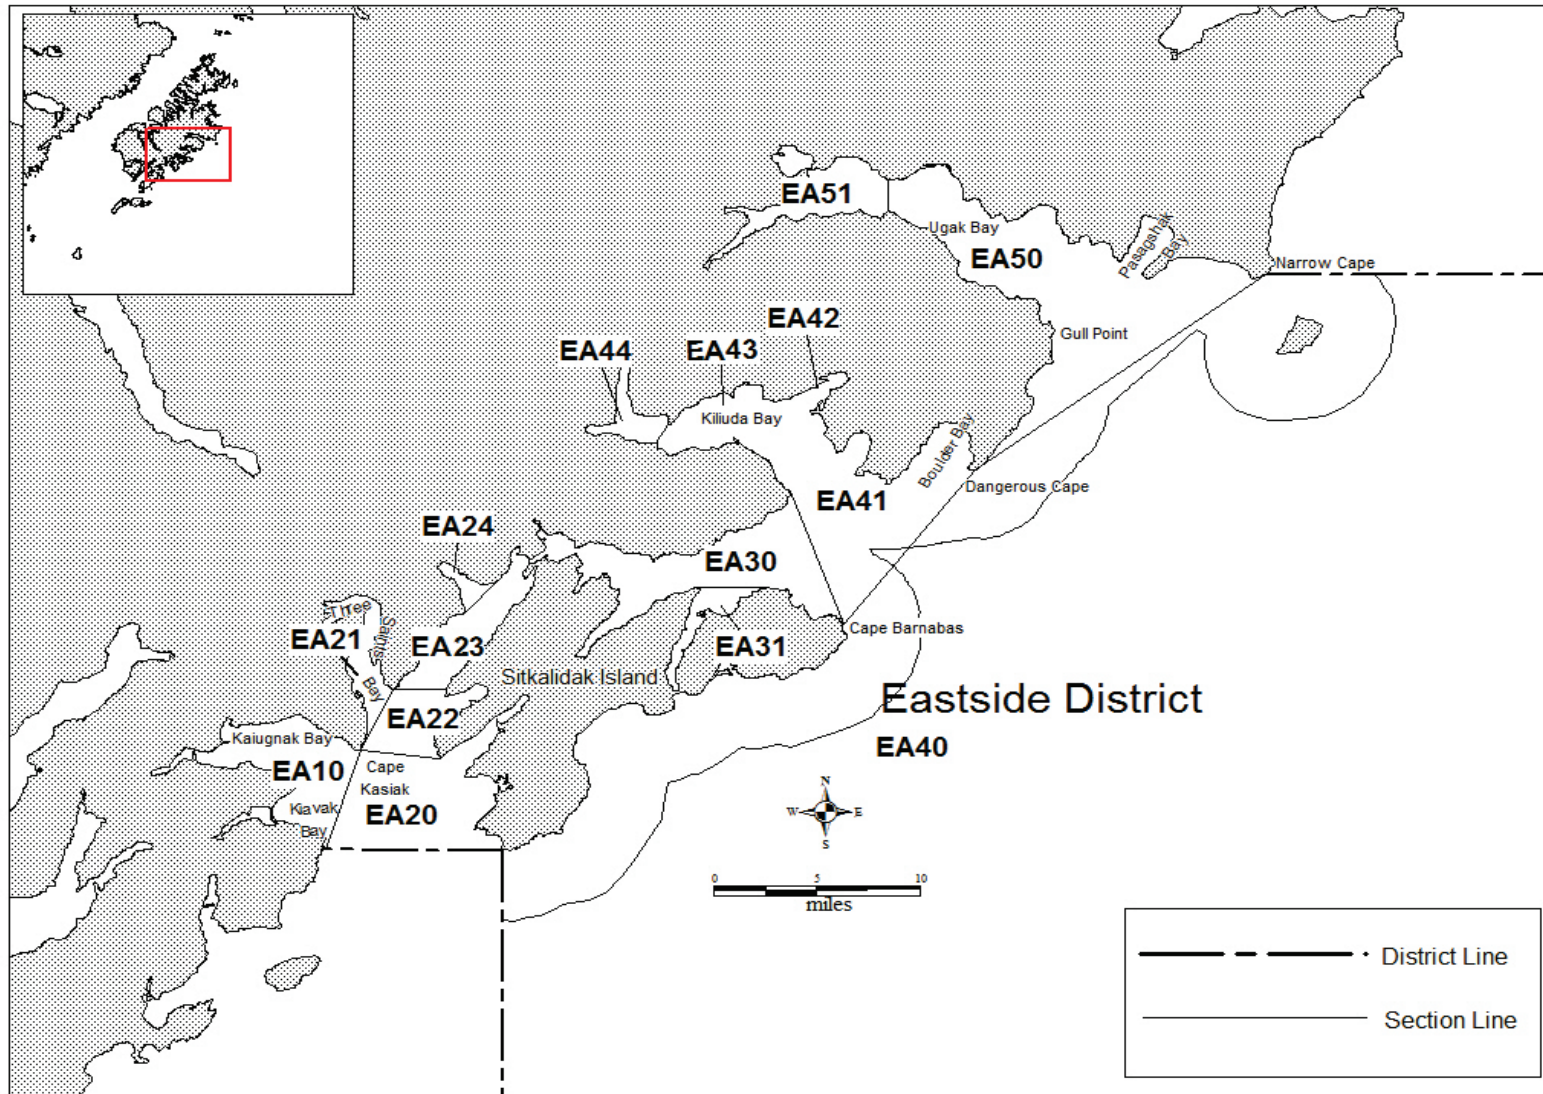 EA51
Ugak Bay
EA50
Pasagshak
Bay
Narrow Cape
EA42
EA44
EA43
Gull Point
Kiliuda Bay
Boulder Bay
Dangerous Cape
EA41
EA24
EA30
Three
Saints
Bay
EA21
EA23
EA31
Cape Barnabas
Sitkalidak Island
Eastside District
EA22
EA40
Kaiugnak Bay
EA10
Cape
Kasiak
Kiavak
Bay
EA20
N
W
E
S
0 5 10
miles
District Line
Section Line